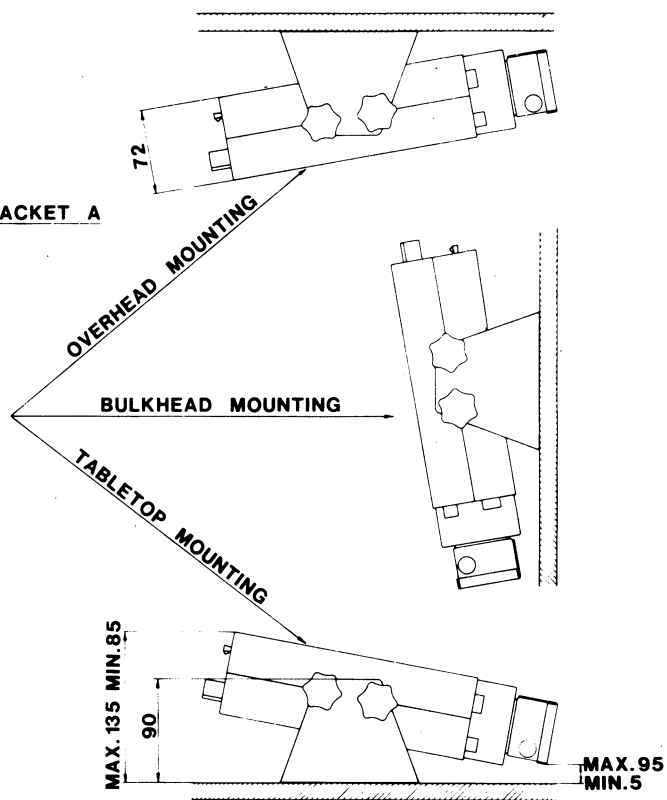 72
ACKET A
OVERHEAD MOUNTING
BULKHEAD MOUNTING
TABLETOP MOUNTING
MAX.135 MIN.85
90
MAX.95
MIN.5